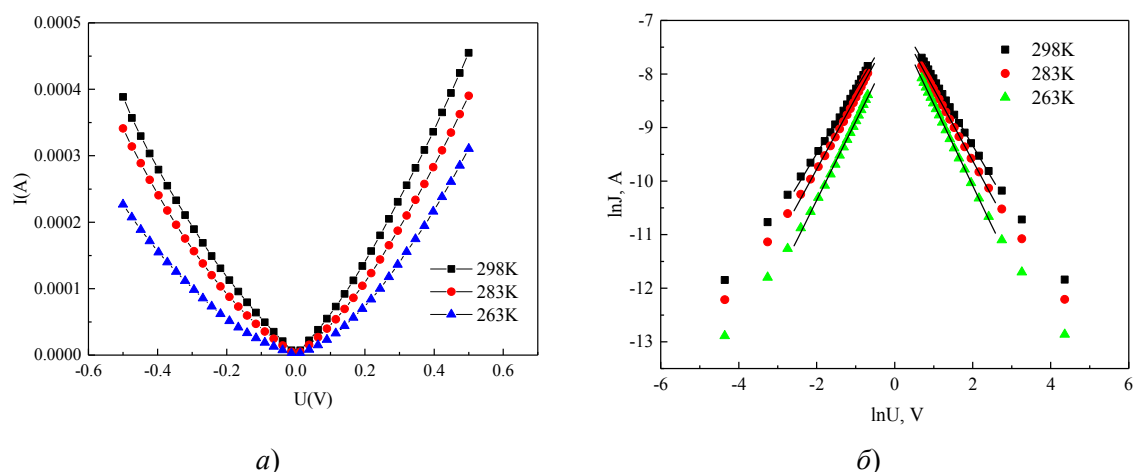 0.0005
0.0004
0.0003
0.0002
0.0001
0.0000
I(A)
298K
283K
263K
-0.6 -0.4 -0.2 0.0 0.2 0.4 0.6
U(V)
а)
-7
-8
-9
-10
-11
-12
-13
lnJ, A
298K
283K
263K
-6 -4 -2 0 2 4 6
lnU, V
б)